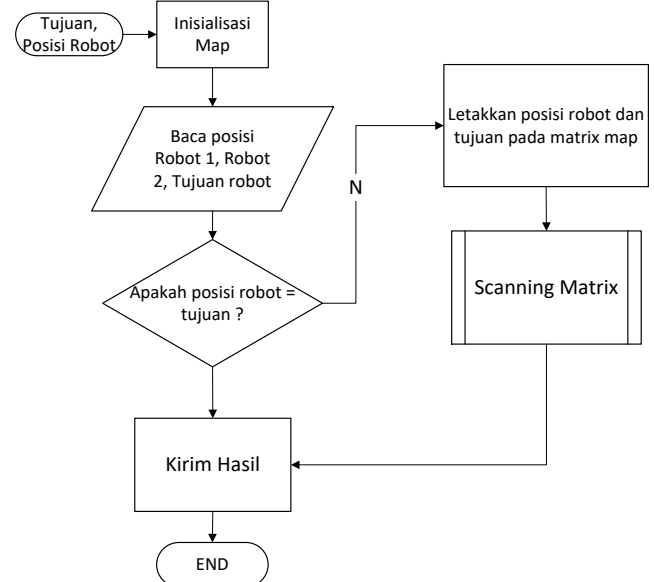 Tujuan,
Posisi Robot
Inisialisasi
Map
Baca posisi
Robot 1, Robot
2, Tujuan robot
Apakah posisi robot =
tujuan ?
N
Letakkan posisi robot dan
tujuan pada matrix map
Scanning Matrix
Kirim Hasil
END